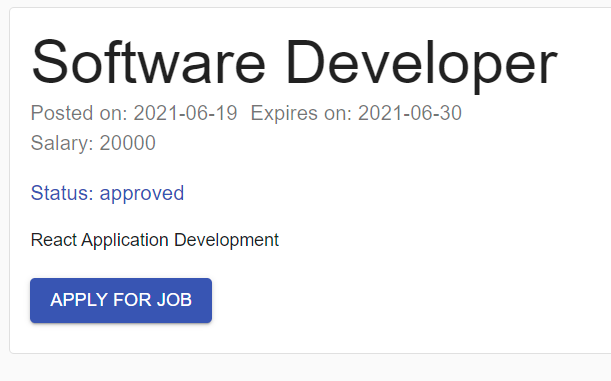 Software Developer
Posted on: 2021-06-19 Expires on: 2021-06-30
Salary: 20000
Status: approved
React Application Development
APPLY FOR JOB